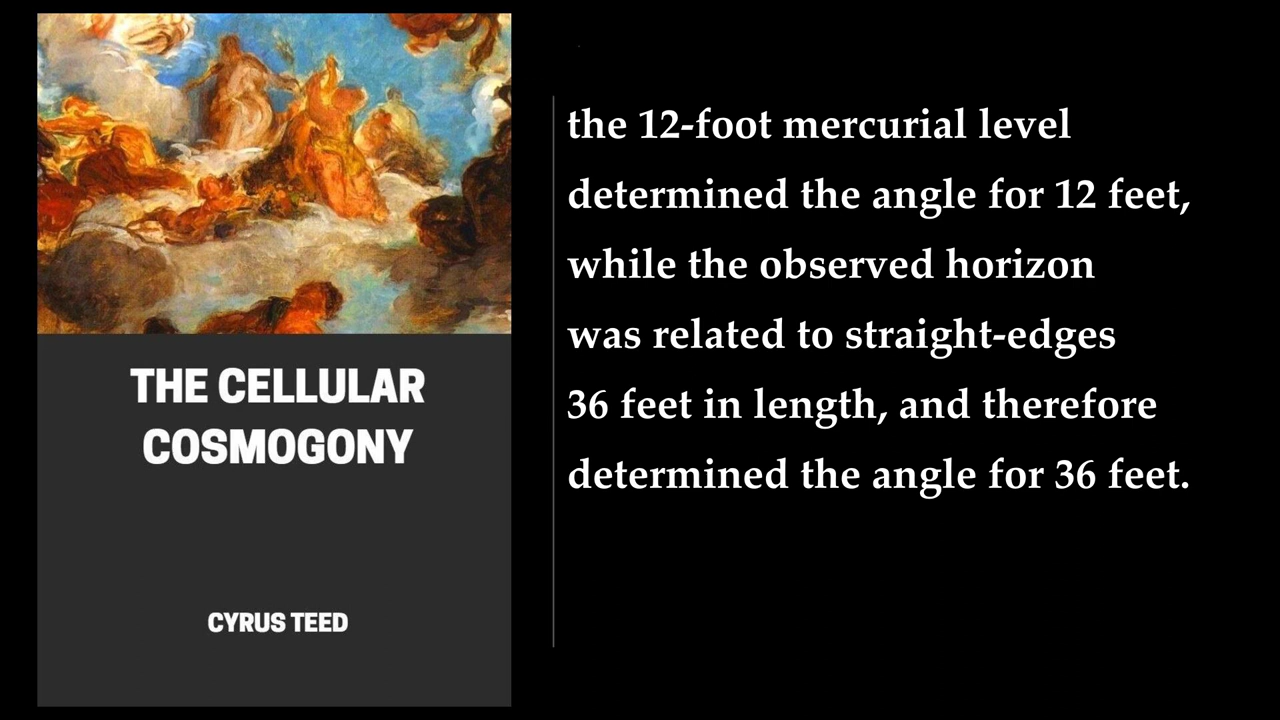 THE CELLULAR
COSMOGONY
CYRUS TEED
the 12-foot mercurial level
determined the angle for 12 feet,
while the observed horizon
was related to straight-edges
36 feet in length, and therefore
determined the angle for 36 feet.